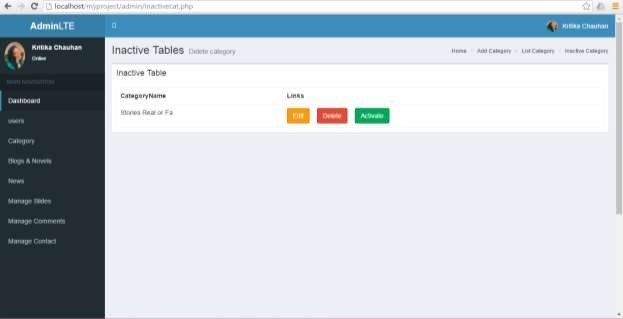 localhost/myproject/admin/inactivecat.php
AdminLTE
Kritika Chauhan
Kritika Chauhan
Online
MAIN NAVIGATION
Dashboard
users
Category
Blogs & Novels
News
Manage Slides
Manage Comments
Manage Contact
Inactive Tables Delete category
Home > Add Category > List Category > Inactive Category
Inactive Table
CategoryName Links
Stories Real or Fa Edit Delete Activate